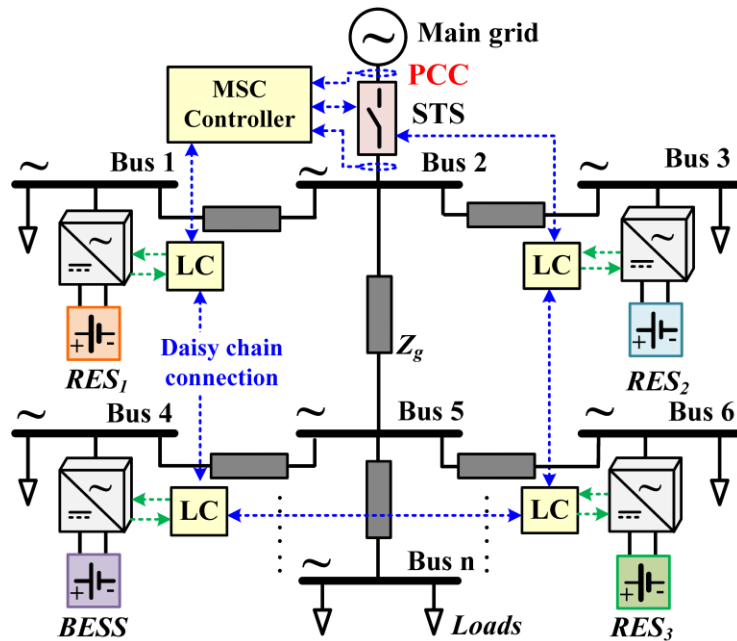 Main grid
PCC
MSC
Controller
STS
Bus 1
Bus 2
Bus 3
LC
LC
+ -
+ -
Daisy chain
connection
Zg
RES1
RES2
Bus 4
Bus 5
Bus 6
LC
LC
+ -
+ -
Bus n
BESS
Loads
RES3